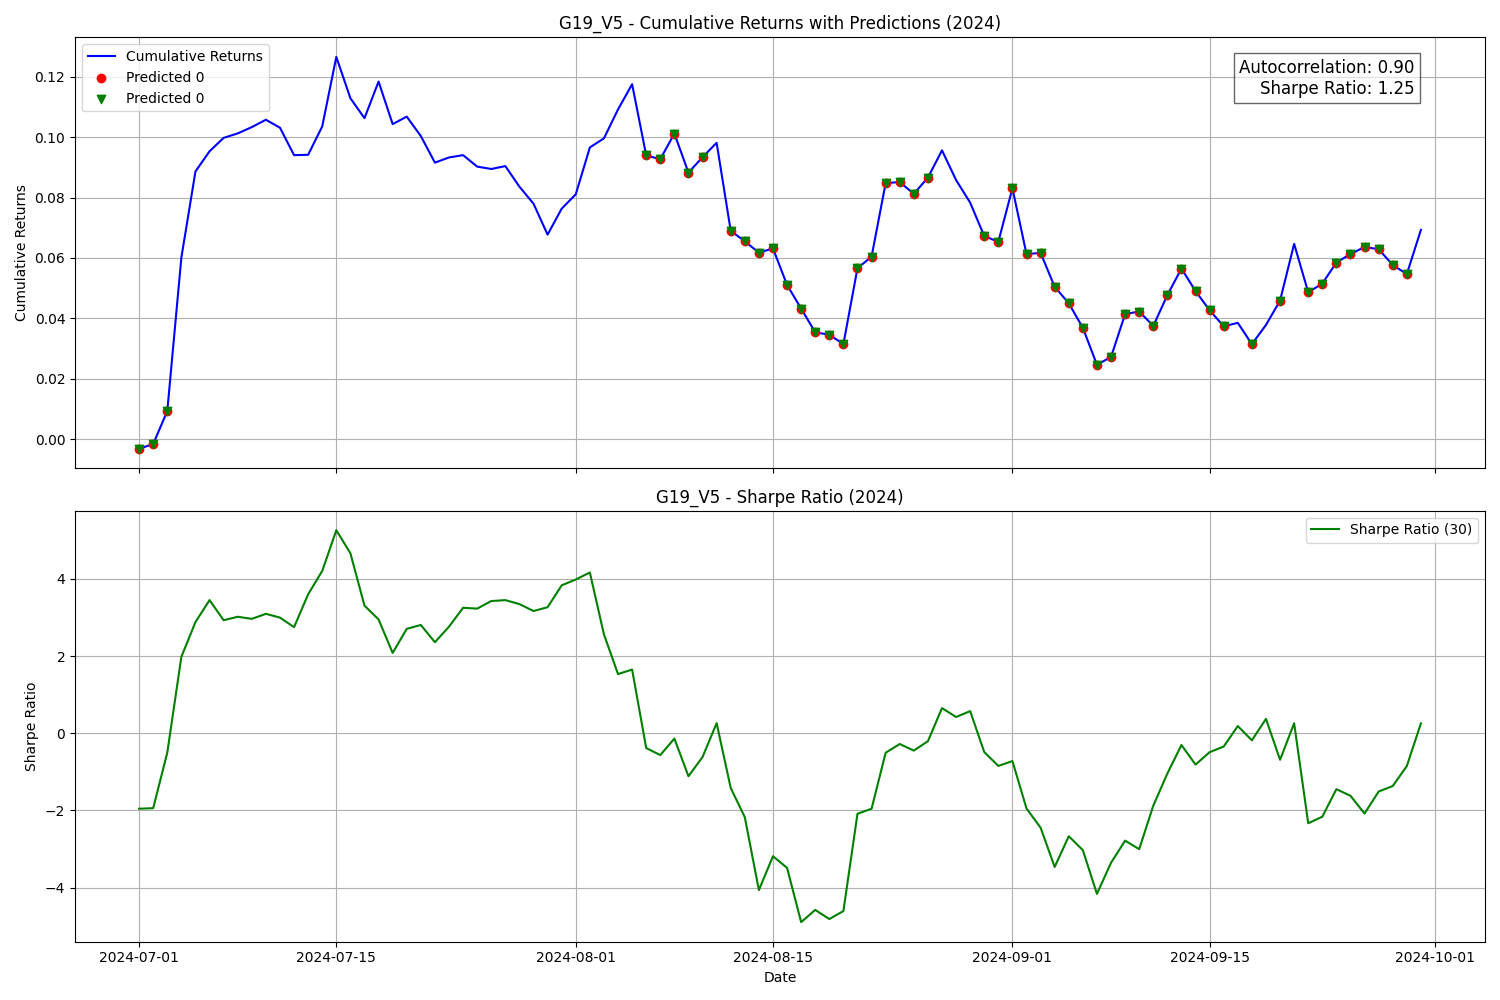 G19_V5 - Cumulative Returns with Predictions (2024)
Cumulative Returns
Predicted 0
Predicted 0
Autocorrelation: 0.90
Sharpe Ratio: 1.25
Cumulative Returns
0.12
0.10
0.08
0.06
0.04
0.02
0.00
G19_V5 - Sharpe Ratio (2024)
Sharpe Ratio (30)
Sharpe Ratio
4
2
0
−2
−4
2024-07-01
2024-07-15
2024-08-01
2024-08-15
2024-09-01
2024-09-15
2024-10-01
Date